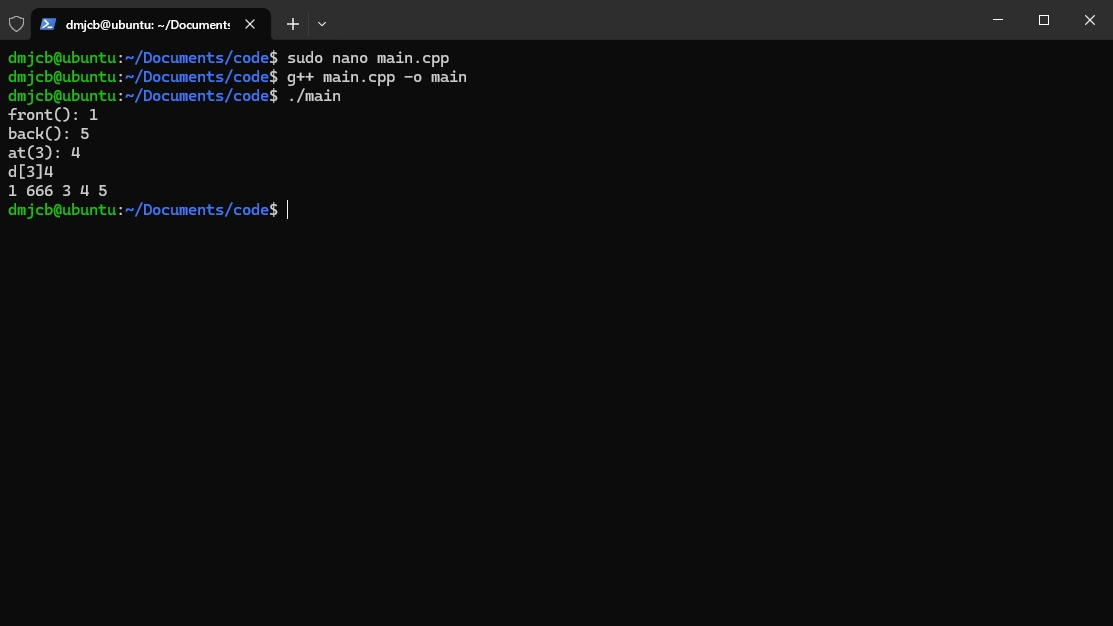 dmjcb@ubuntu: ~/Documents
dmjcb@ubuntu:~/Documents/code$ sudo nano main.cpp
dmjcb@ubuntu:~/Documents/code$ g++ main.cpp -o main
dmjcb@ubuntu:~/Documents/code$ ./main
front(): 1
back(): 5
at(3): 4
d[3]4
1 666 3 4 5
dmjcb@ubuntu:~/Documents/code$